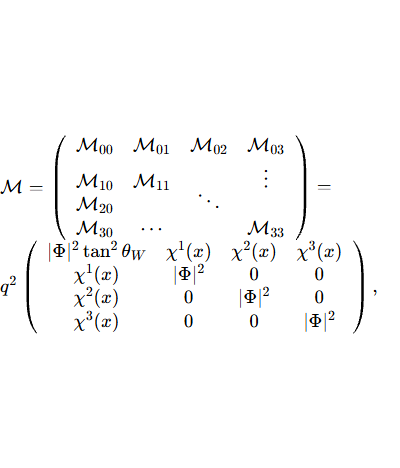 ℳ = ( ℳ₀₀ ℳ₀₁ ℳ₀₂ ℳ₀₃
ℳ₁₀ ℳ₁₁ ⋮
ℳ₂₀ ⋱
ℳ₃₀ ⋯ ℳ₃₃ ) =
q² ( |Φ|² tan² θ_W χ¹(x) χ²(x) χ³(x)
χ¹(x) |Φ|² 0 0
χ²(x) 0 |Φ|² 0
χ³(x) 0 0 |Φ|² ) ,